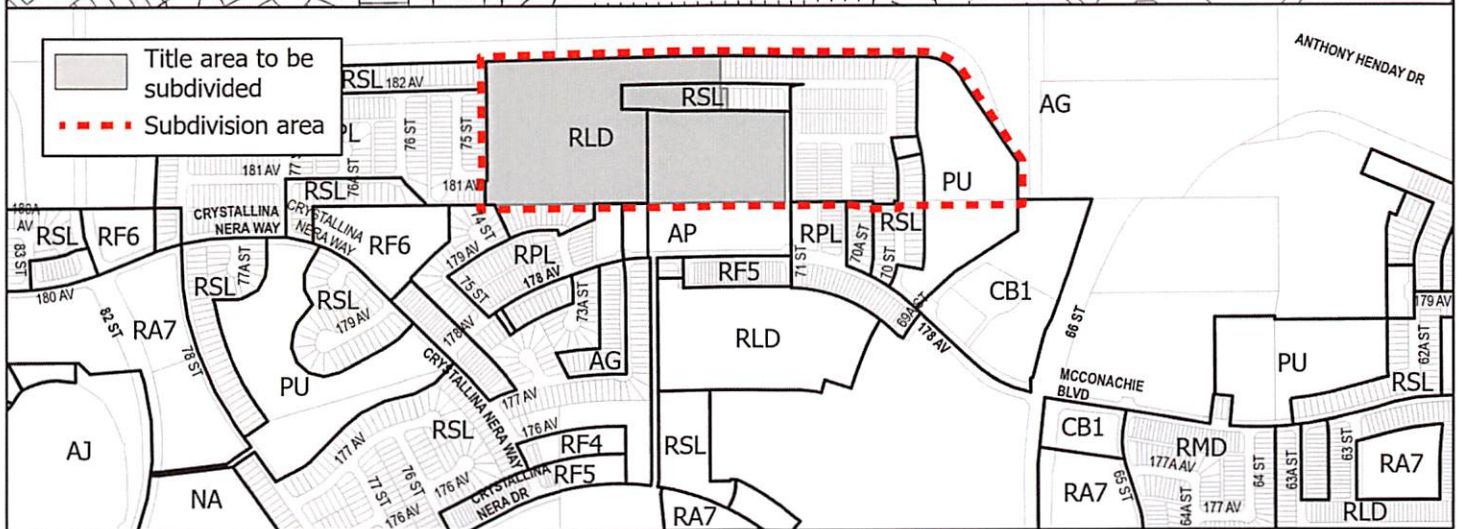 Title area to be
subdivided
Subdivision area
ANTHONY HENDAY DR
RSL 182 AV
RSL
AG
PL
76 ST
75 ST
RLD
181 AV
77 ST
76A ST
RSL
181 AV
PU
180A
AV
RSL
RF6
83 ST
CRYSTALLINA
NERA WAY
CRYSTALLINA
NERA WAY
RF6
74 ST
179 AV
RPL
AP
RPL
71 ST
70A ST
70 ST
RSL
180 AV
RSL
77A ST
RSL
179 AV
75 ST
178 AV
RF5
CB1
179 AV
82 ST
RA7
78 ST
73A ST
69A ST
178 AV
66 ST
RLD
178 AV
AG
PU
62A ST
RSL
PU
CRYSTALLINA NERA WAY
177 AV
MCCONACHIE
BLVD
AJ
RSL
177 AV
176 AV
RF4
RSL
CB1
RMD
177A AV
64 ST
63A ST
63 ST
RA7
77 ST
76 ST
176 AV
CRYSTALLINA
NERA DR
RF5
RA7
65 ST
64A ST
177 AV
RLD
NA
176 AV
RA7